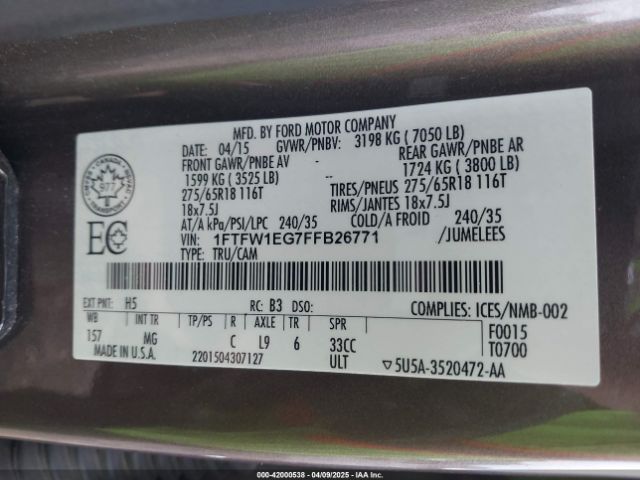 MFD. BY FORD MOTOR COMPANY
DATE: 04/15 GVWR/PNBV: 3198 KG ( 7050 LB)
FRONT GAWR/PNBE AV REAR GAWR/PNBE AR
1599 KG ( 3525 LB) 1724 KG ( 3800 LB)
275/65R18 116T TIRES/PNEUS 275/65R18 116T
18x7.5J RIMS/JANTES 18x7.5J
AT/A kPa/PSI/LPC 240/35 COLD/A FROID 240/35
VIN: 1FTFW1EG7FFB26771 /JUMELEES
TYPE: TRU/CAM
CANADA
977
TRANSPORT
EC
EXT PNT: H5 RC: B3 DSO: COMPLIES: ICES/NMB-002
WB INT TR TP/PS R AXLE TR SPR F0015
157 MG C L9 6 33CC T0700
MADE IN U.S.A. 2201504307127 ULT ▽5U5A-3520472-AA
000-42000538 - 04/09/2025 - IAA Inc.